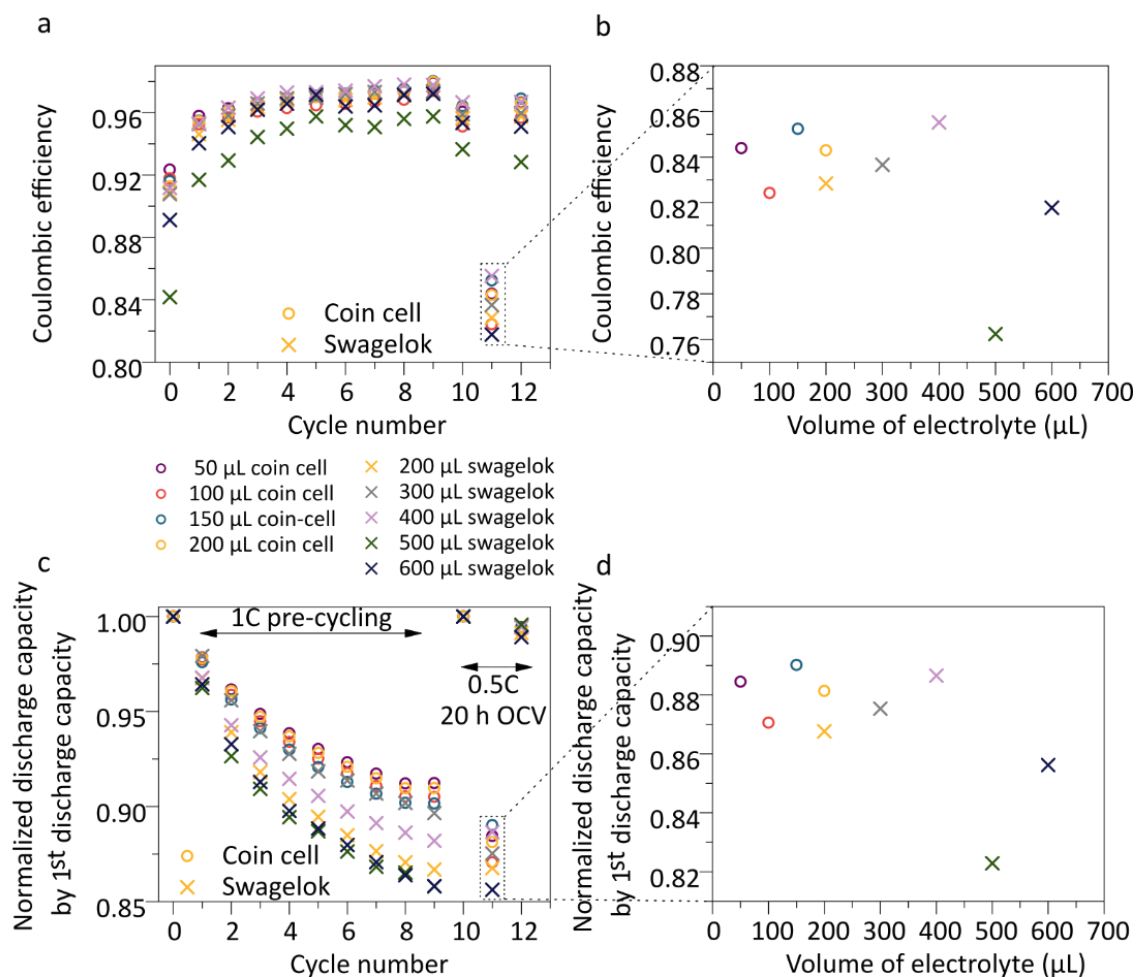 a
b
0.96
0.92
0.88
0.84
0.80
Coulombic efficiency
0 2 4 6 8 10 12
Cycle number
Coin cell
Swagelok
0.88
0.86
0.84
0.82
0.80
0.78
0.76
Coulombic efficiency
0 100 200 300 400 500 600 700
Volume of electrolyte (µL)
50 µL coin cell
100 µL coin cell
150 µL coin-cell
200 µL coin cell
200 µL swagelok
300 µL swagelok
400 µL swagelok
500 µL swagelok
600 µL swagelok
c
d
Normalized discharge capacity
by 1st discharge capacity
1.00
0.95
0.90
0.85
1C pre-cycling
0.5C
20 h OCV
Coin cell
Swagelok
0 2 4 6 8 10 12
Cycle number
Normalized discharge capacity
by 1st discharge capacity
0.90
0.88
0.86
0.84
0.82
0 100 200 300 400 500 600 700
Volume of electrolyte (µL)